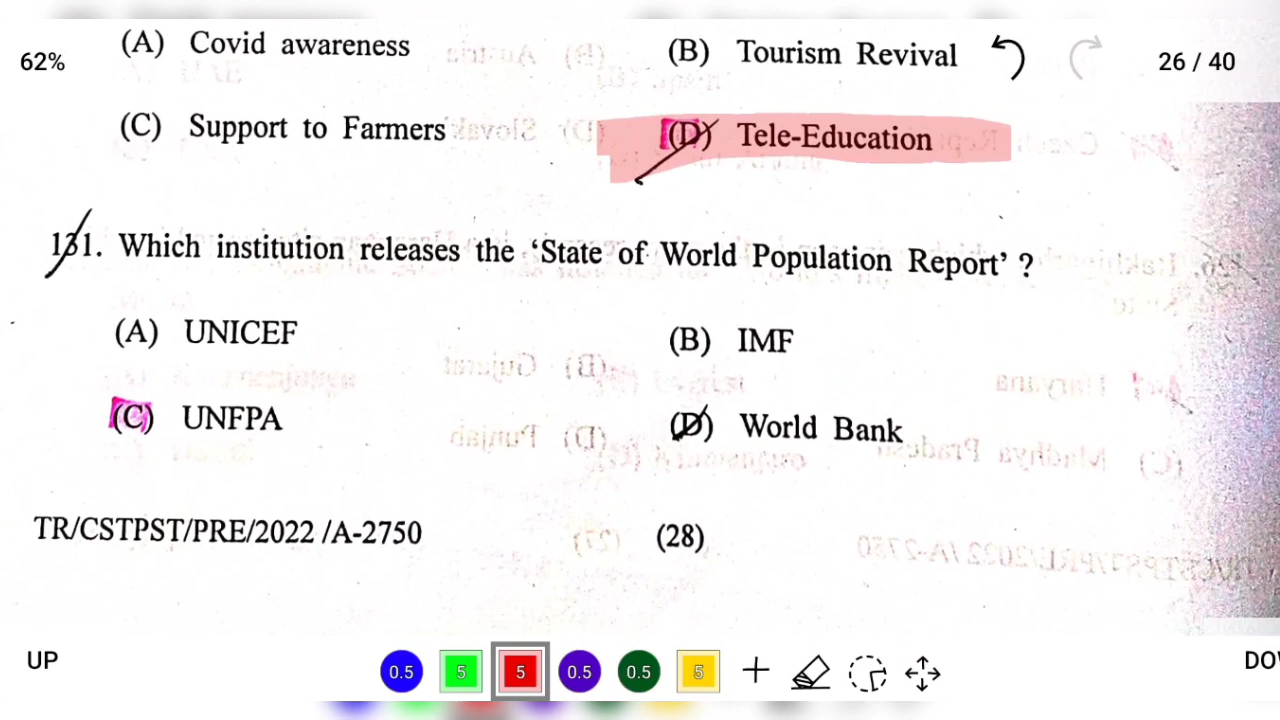 62%
(A) Covid awareness
(B) Tourism Revival
26 / 40
(C) Support to Farmers
(D) Tele-Education
131. Which institution releases the ‘State of World Population Report’ ?
(A) UNICEF
(B) IMF
(C) UNFPA
(D) World Bank
TR/CSTPST/PRE/2022 /A-2750
(28)
UP
0.5
5
5
0.5
0.5
5
DO